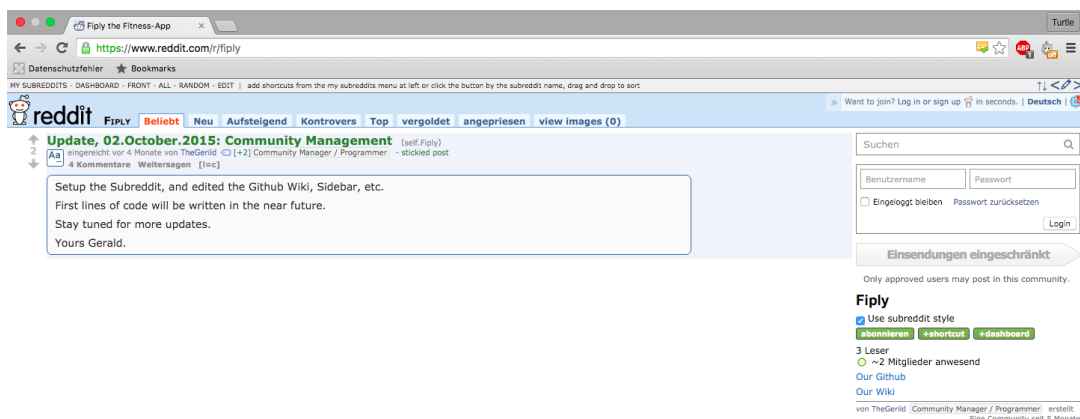 Fiply the Fitness-App
Turtle
https://www.reddit.com/r/fiply
Datenschutzfehler Bookmarks
MY SUBREDDITS - DASHBOARD - FRONT - ALL - RANDOM - EDIT | add shortcuts from the my subreddits menu at left or click the button by the subreddit name, drag and drop to sort
reddit FIPLY Beliebt Neu Aufsteigend Kontrovers Top vergoldet angepriesen view images (0)
Want to join? Log in or sign up in seconds. | Deutsch |
Update, 02.October.2015: Community Management (self.Fiply)
2
Aa eingereicht vor 4 Monate von TheGerild [+2] Community Manager / Programmer - stickied post
4 Kommentare Weitersagen [l=c]
Setup the Subreddit, and edited the Github Wiki, Sidebar, etc.
First lines of code will be written in the near future.
Stay tuned for more updates.
Yours Gerald.
Suchen
Benutzername Passwort
Eingeloggt bleiben Passwort zurücksetzen
Login
Einsendungen eingeschränkt
Only approved users may post in this community.
Fiply
Use subreddit style
abonnieren +shortcut +dashboard
3 Leser
~2 Mitglieder anwesend
Our Github
Our Wiki
von TheGerild Community Manager / Programmer erstellt
Eine Community seit 5 Monate